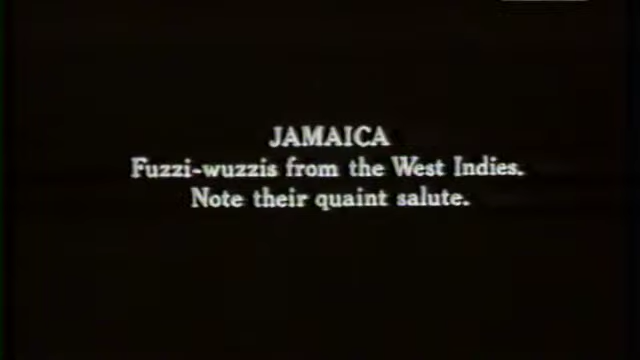 JAMAICA
Fuzzi-wuzzis from the West Indies.
Note their quaint salute.